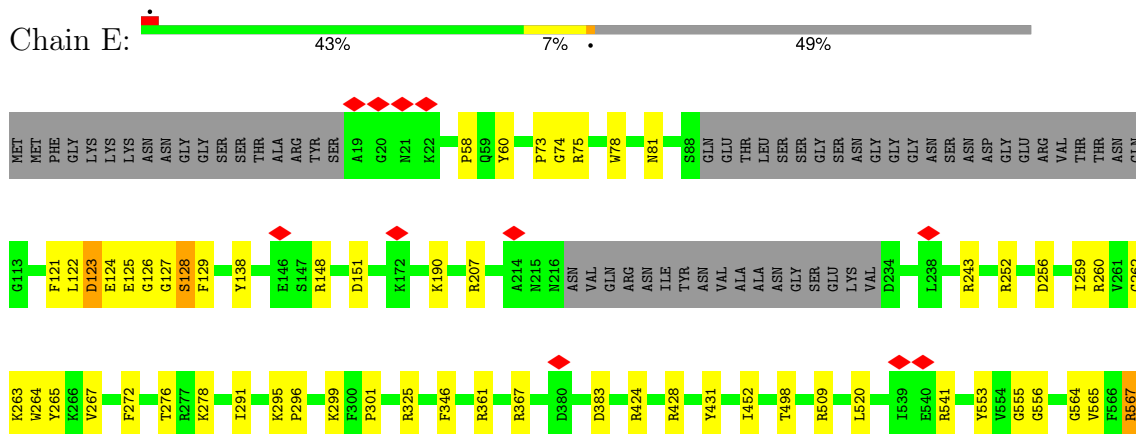 Chain E:
43% 7% • 49%
MET MET PHE GLY LYS LYS LYS ASN ASN GLY GLY SER SER THR ALA ARG TYR SER A19 G20 N21 K22 P58 Q59 Y60 P73 G74 R75 W78 N81 S88 GLN GLU THR LEU SER SER GLY SER ASN GLY GLY GLY ASN SER ASN ASP GLY GLU ARG VAL THR THR ASN GLN
G113 F121 L122 D123 E124 E125 G126 G127 S128 F129 Y138 E146 S147 R148 D151 K172 K190 R207 A214 N215 N216 ASN VAL GLN ARG ASN ILE TYR ASN VAL ALA ALA ASN GLY SER GLU LYS VAL D234 L238 R243 R252 D256 I259 R260 V261 G262
K263 W264 Y265 K266 V267 F272 T276 R277 K278 I291 K295 P296 K299 F300 P301 R325 F346 R361 R367 D380 D383 R424 R428 Y431 I452 T498 R509 L520 I539 E540 R541 Y553 V554 G555 G556 G564 V565 F566 R567